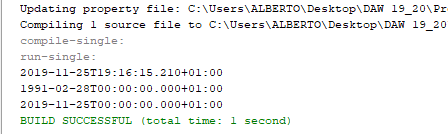 Updating property file: C:\Users\ALBERTO\Desktop\DAW 19_20\Pr
Compiling 1 source file to C:\Users\ALBERTO\Desktop\DAW 19_20
compile-single:
run-single:
2019-11-25T19:16:15.210+01:00
1991-02-28T00:00:00.000+01:00
2019-11-25T00:00:00.000+01:00
BUILD SUCCESSFUL (total time: 1 second)